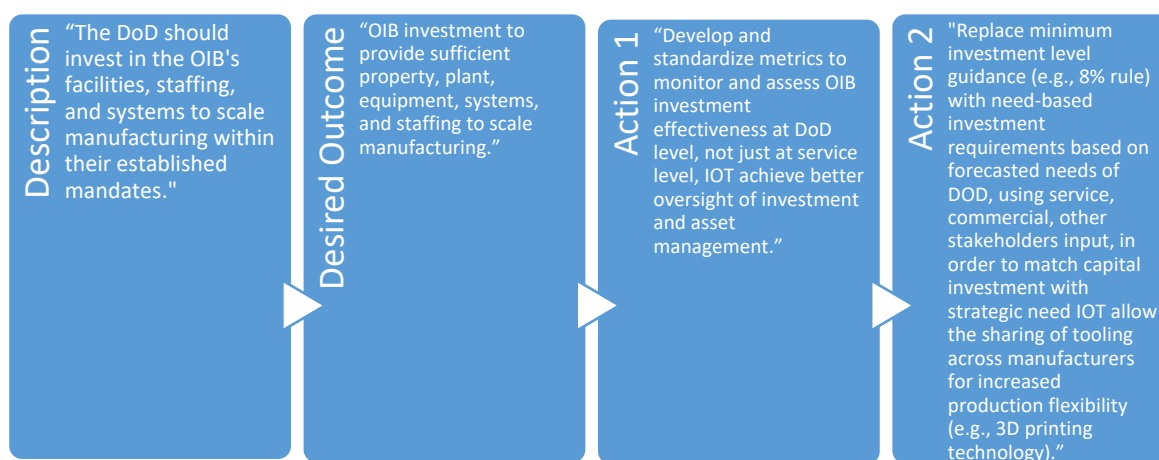 Description
“The DoD should
invest in the OIB's
facilities, staffing,
and systems to scale
manufacturing within
their established
mandates."
Desired Outcome
“OIB investment to
provide sufficient
property, plant,
equipment, systems,
and staffing to scale
manufacturing.”
Action 1
“Develop and
standardize metrics to
monitor and assess OIB
investment
effectiveness at DoD
level, not just at service
level, IOT achieve better
oversight of investment
and asset
management.”
Action 2
"Replace minimum
investment level
guidance (e.g., 8% rule)
with need-based
investment
requirements based on
forecasted needs of
DOD, using service,
commercial, other
stakeholders input, in
order to match capital
investment with
strategic need IOT allow
the sharing of tooling
across manufacturers
for increased
production flexibility
(e.g., 3D printing
technology).”